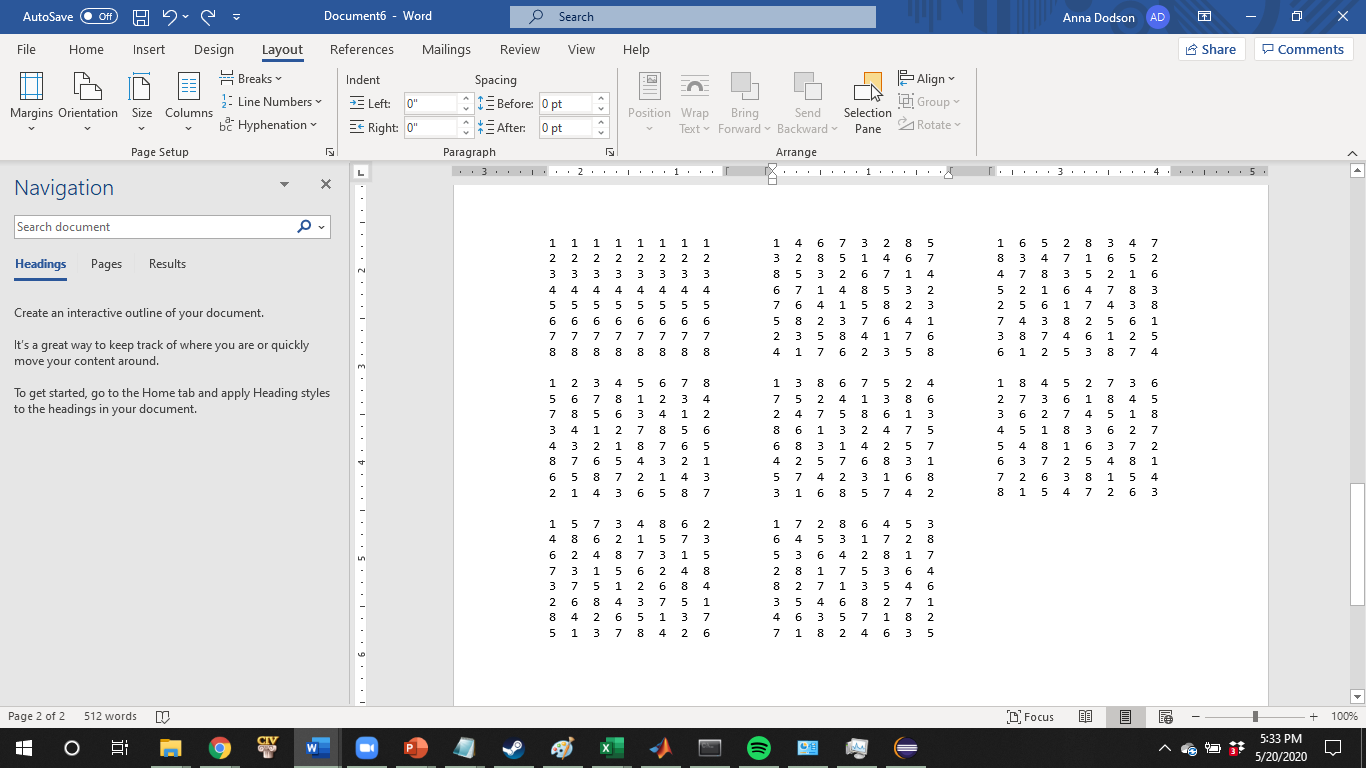 AutoSave Off Document6 - Word Search Anna Dodson AD
File Home Insert Design Layout References Mailings Review View Help Share Comments
Margins Orientation Size Columns Breaks Line Numbers Hyphenation
Page Setup
Indent Spacing
Left: 0" Before: 0 pt
Right: 0" After: 0 pt
Paragraph
Position Wrap Text Bring Forward Send Backward Selection Pane Align Group Rotate
Arrange
3 2 1 1 3 4 5
Navigation
Search document
Headings Pages Results
Create an interactive outline of your document.
It's a great way to keep track of where you are or quickly
move your content around.
To get started, go to the Home tab and apply Heading styles
to the headings in your document.
2
3
4
5
6
1 1 1 1 1 1 1 1
2 2 2 2 2 2 2 2
3 3 3 3 3 3 3 3
4 4 4 4 4 4 4 4
5 5 5 5 5 5 5 5
6 6 6 6 6 6 6 6
7 7 7 7 7 7 7 7
8 8 8 8 8 8 8 8
1 2 3 4 5 6 7 8
5 6 7 8 1 2 3 4
7 8 5 6 3 4 1 2
3 4 1 2 7 8 5 6
4 3 2 1 8 7 6 5
8 7 6 5 4 3 2 1
6 5 8 7 2 1 4 3
2 1 4 3 6 5 8 7
1 5 7 3 4 8 6 2
4 8 6 2 1 5 7 3
6 2 4 8 7 3 1 5
7 3 1 5 6 2 4 8
3 7 5 1 2 6 8 4
2 6 8 4 3 7 5 1
8 4 2 6 5 1 3 7
5 1 3 7 8 4 2 6
1 4 6 7 3 2 8 5
3 2 8 5 1 4 6 7
8 5 3 2 6 7 1 4
6 7 1 4 8 5 3 2
7 6 4 1 5 8 2 3
5 8 2 3 7 6 4 1
2 3 5 8 4 1 7 6
4 1 7 6 2 3 5 8
1 3 8 6 7 5 2 4
7 5 2 4 1 3 8 6
2 4 7 5 8 6 1 3
8 6 1 3 2 4 7 5
6 8 3 1 4 2 5 7
4 2 5 7 6 8 3 1
5 7 4 2 3 1 6 8
3 1 6 8 5 7 4 2
1 7 2 8 6 4 5 3
6 4 5 3 1 7 2 8
5 3 6 4 2 8 1 7
2 8 1 7 5 3 6 4
8 2 7 1 3 5 4 6
3 5 4 6 8 2 7 1
4 6 3 5 7 1 8 2
7 1 8 2 4 6 3 5
1 6 5 2 8 3 4 7
8 3 4 7 1 6 5 2
4 7 8 3 5 2 1 6
5 2 1 6 4 7 8 3
2 5 6 1 7 4 3 8
7 4 3 8 2 5 6 1
3 8 7 4 6 1 2 5
6 1 2 5 3 8 7 4
1 8 4 5 2 7 3 6
2 7 3 6 1 8 4 5
3 6 2 7 4 5 1 8
4 5 1 8 3 6 2 7
5 4 8 1 6 3 7 2
6 3 7 2 5 4 8 1
7 2 6 3 8 1 5 4
8 1 5 4 7 2 6 3
Page 2 of 2 512 words Focus 100%
CIV
5:33 PM
5/20/2020